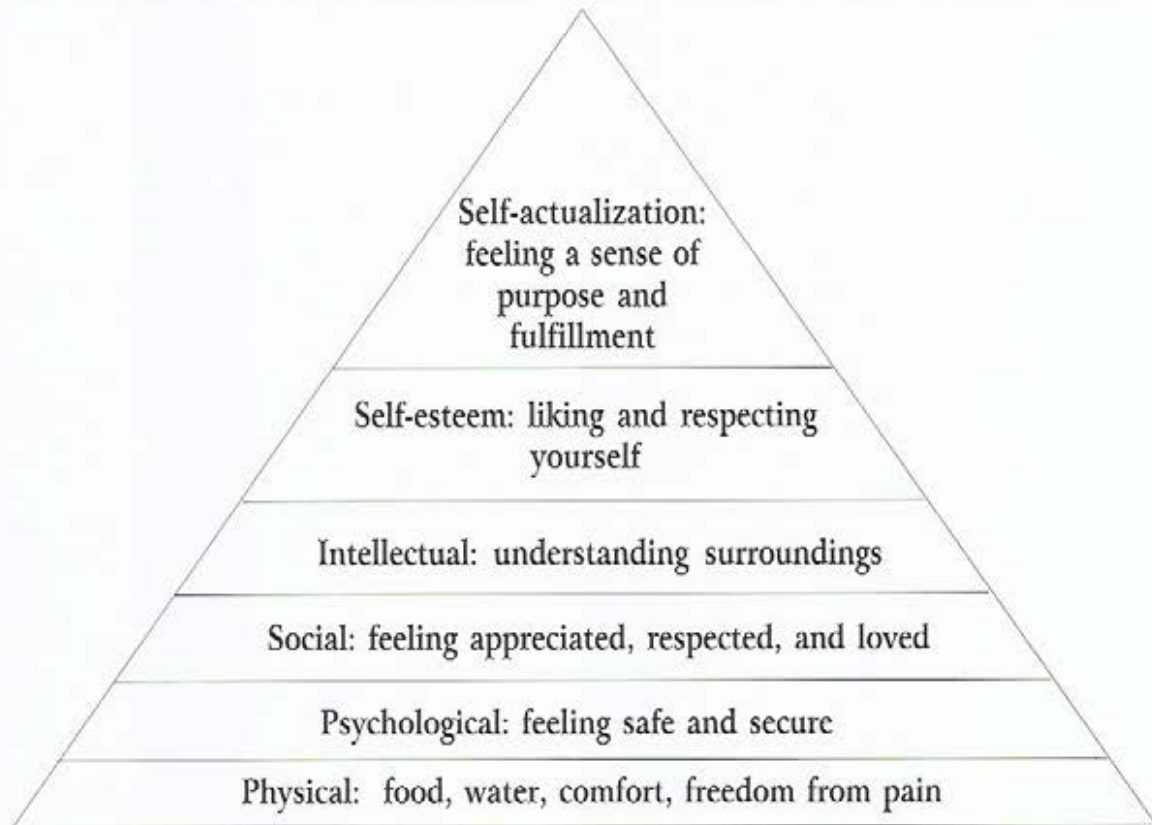 Self-actualization:
feeling a sense of
purpose and
fulfillment
Self-esteem: liking and respecting
yourself
Intellectual: understanding surroundings
Social: feeling appreciated, respected, and loved
Psychological: feeling safe and secure
Physical: food, water, comfort, freedom from pain